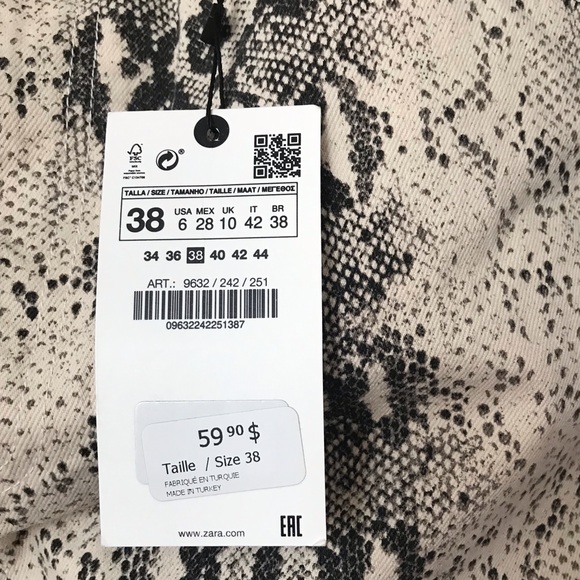 FSC
®
TALLA / SIZE / TAMANHO / TAILLE / MAAT / ΜΕΓΕΘΟΣ
38 USA MEX UK IT BR
6 28 10 42 38
34 36 38 40 42 44
ART.: 9632 / 242 / 251
09632242251387
59 90 $
Taille / Size 38
FABRIQUÉ EN TURQUIE
MADE IN TURKEY
www.zara.com
EAC